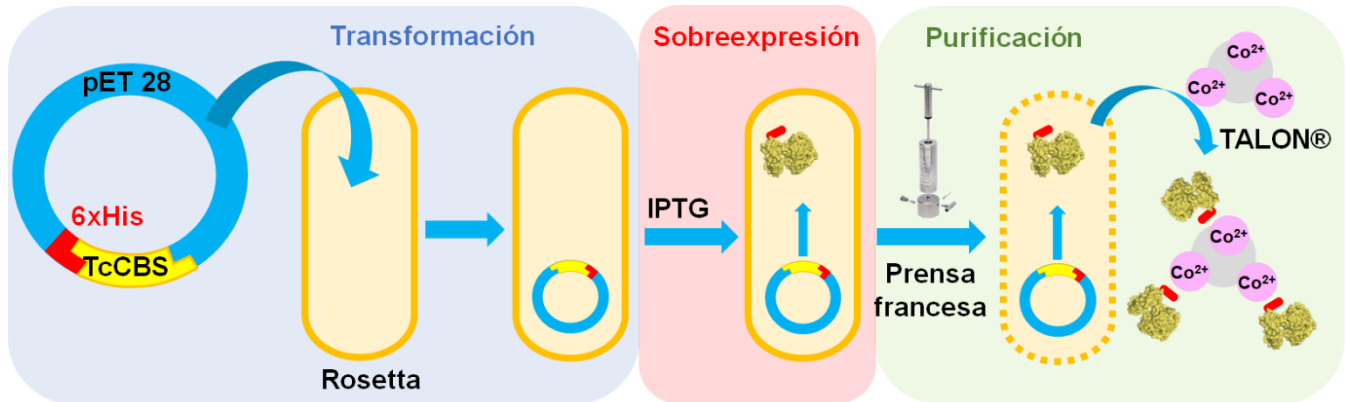 Transformación
Sobreexpresión
Purificación
pET 28
6xHis
TcCBS
Rosetta
IPTG
Prensa
francesa
Co²⁺
Co²⁺
Co²⁺
TALON®
Co²⁺
Co²⁺
Co²⁺